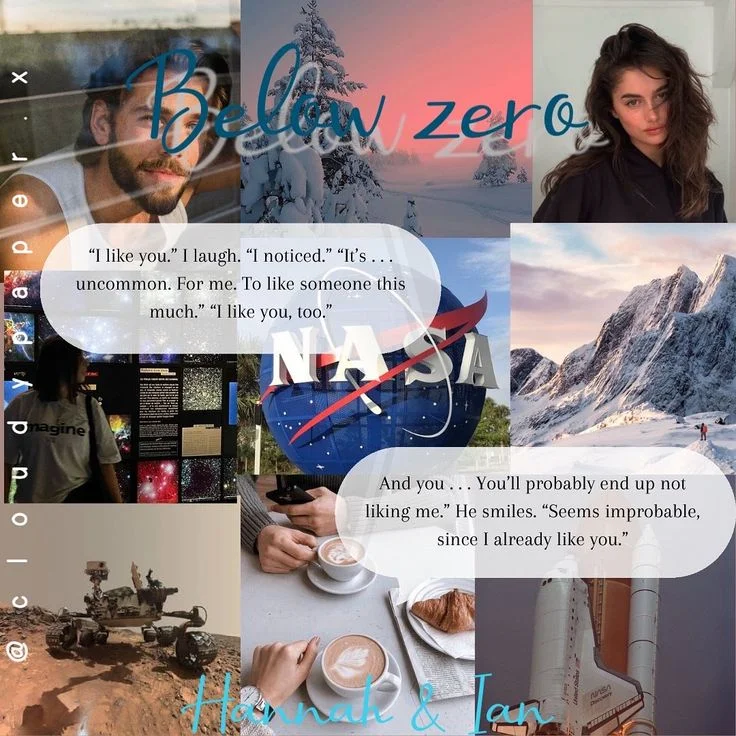 Below zero
@cloudypaper.x
“I like you.” I laugh. “I noticed.” “It’s . . .
uncommon. For me. To like someone this
much.” “I like you, too.”
NASA
magine
And you . . . You’ll probably end up not
liking me.” He smiles. “Seems improbable,
since I already like you.”
NASA
Hannah & Ian